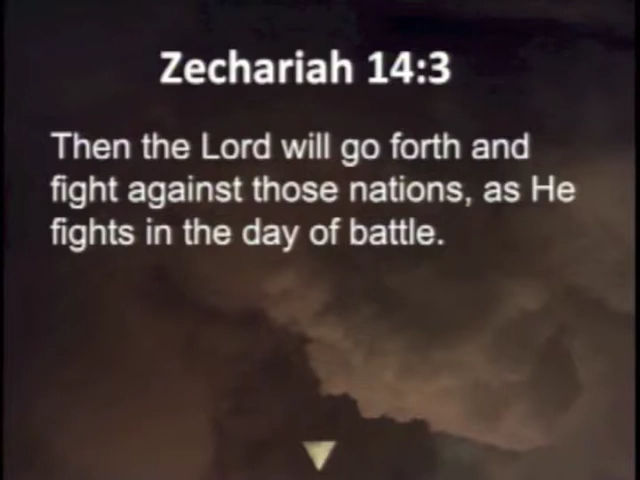 Zechariah 14:3
Then the Lord will go forth and
fight against those nations, as He
fights in the day of battle.